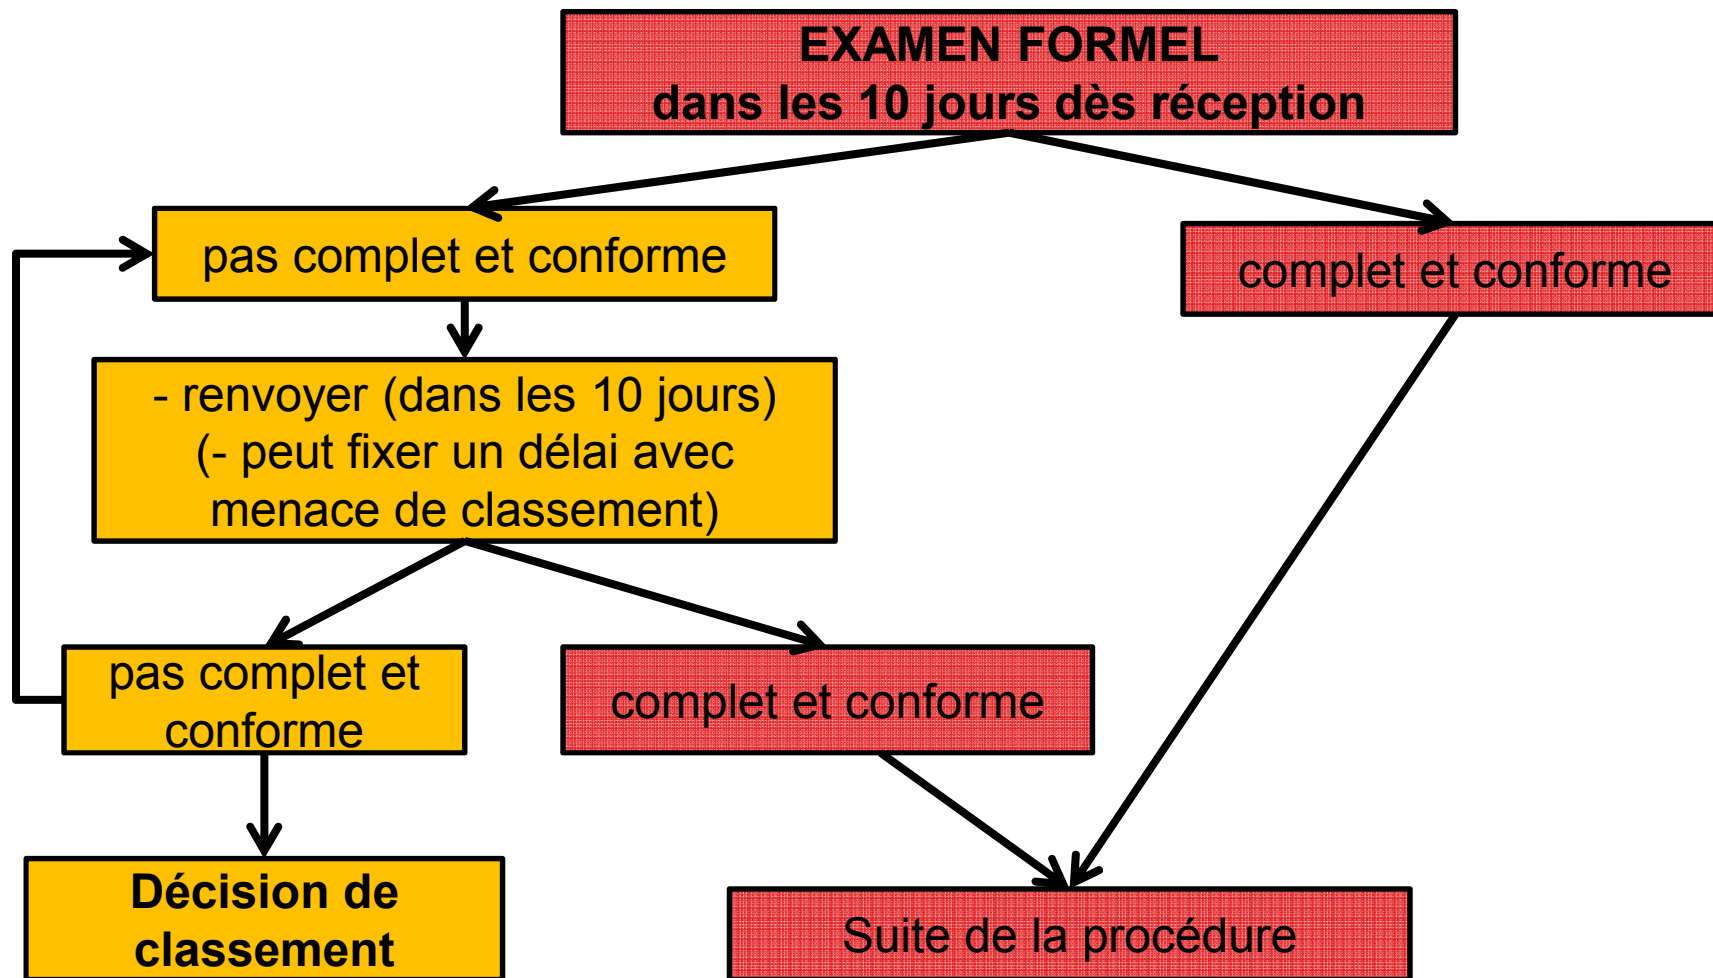 EXAMEN FORMEL
dans les 10 jours dès réception
pas complet et conforme
complet et conforme
- renvoyer (dans les 10 jours)
(- peut fixer un délai avec
menace de classement)
pas complet et
conforme
complet et conforme
Décision de
classement
Suite de la procédure